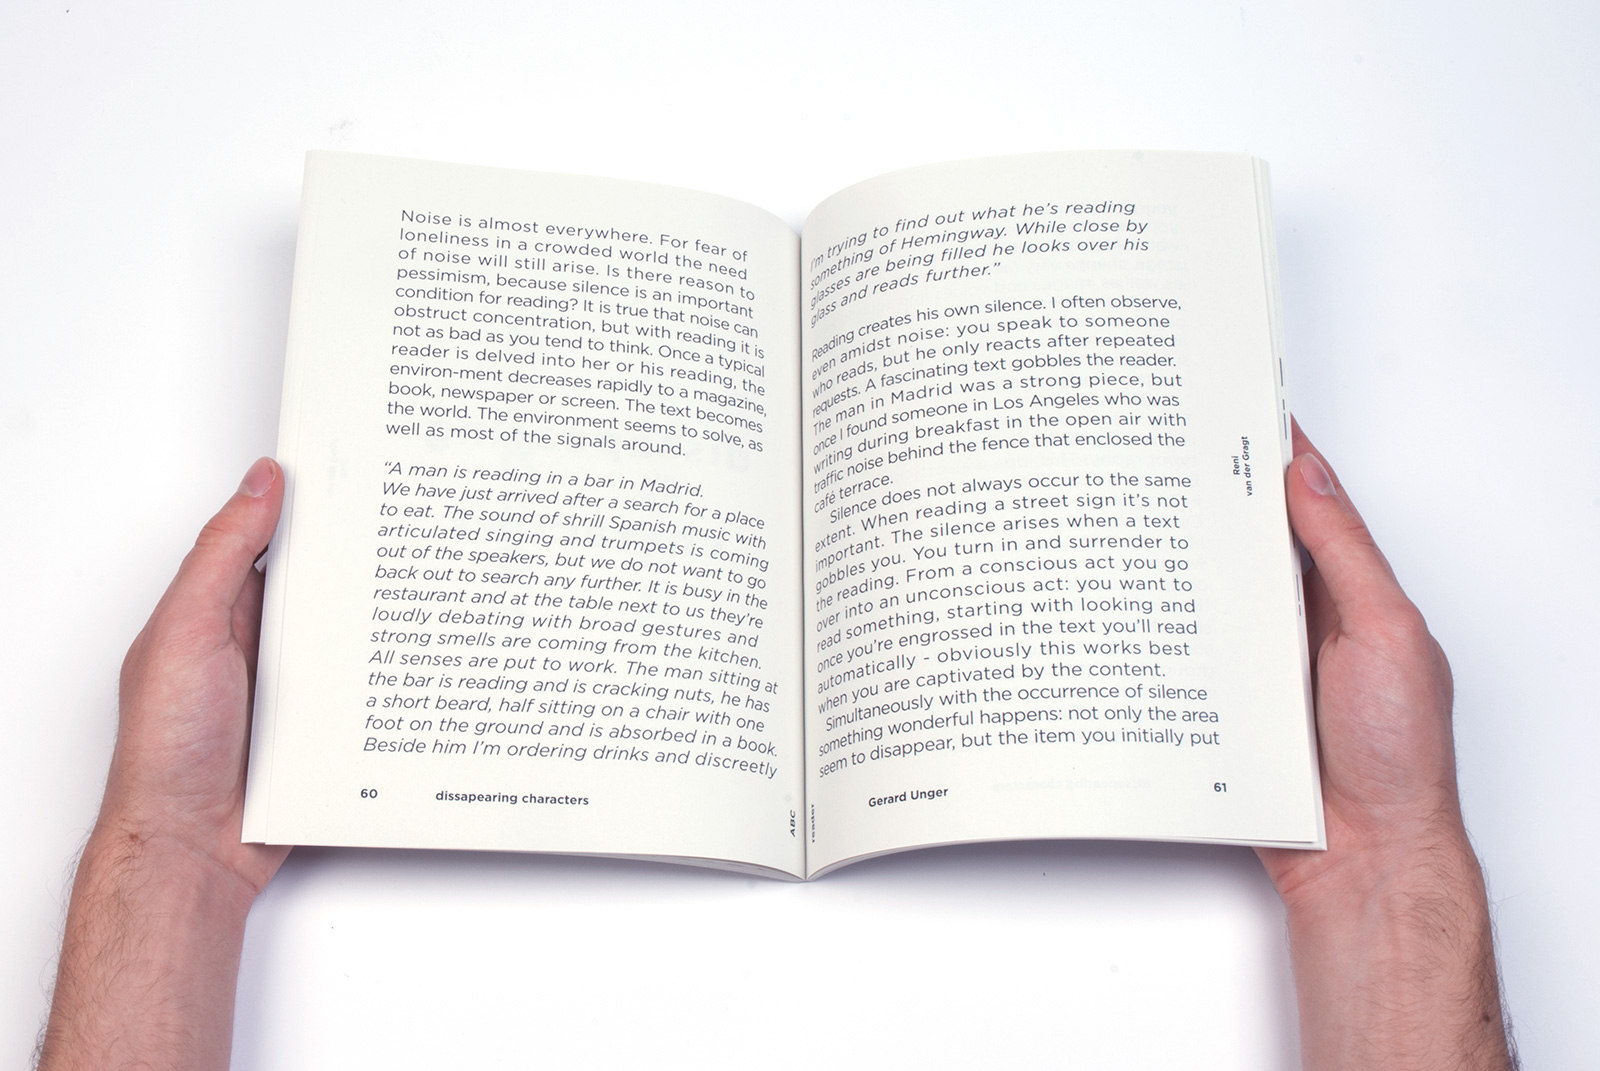 Noise is almost everywhere. For fear of
loneliness in a crowded world the need
of noise will still arise. Is there reason to
pessimism, because silence is an important
condition for reading? It is true that noise can
obstruct concentration, but with reading it is
not as bad as you tend to think. Once a typical
reader is delved into her or his reading, the
environ-ment decreases rapidly to a magazine,
book, newspaper or screen. The text becomes
the world. The environment seems to solve, as
well as most of the signals around.
“A man is reading in a bar in Madrid.
We have just arrived after a search for a place
to eat. The sound of shrill Spanish music with
articulated singing and trumpets is coming
out of the speakers, but we do not want to go
back out to search any further. It is busy in the
restaurant and at the table next to us they’re
loudly debating with broad gestures and
strong smells are coming from the kitchen.
All senses are put to work. The man sitting at
the bar is reading and is cracking nuts, he has
a short beard, half sitting on a chair with one
foot on the ground and is absorbed in a book.
Beside him I’m ordering drinks and discreetly
60
dissapearing characters
ABC
reader
I’m trying to find out what he’s reading
something of Hemingway. While close by
glasses are being filled he looks over his
glass and reads further.”
Reading creates his own silence. I often observe,
even amidst noise: you speak to someone
who reads, but he only reacts after repeated
requests. A fascinating text gobbles the reader.
The man in Madrid was a strong piece, but
once I found someone in Los Angeles who was
writing during breakfast in the open air with
traffic noise behind the fence that enclosed the
café terrace.
Silence does not always occur to the same
extent. When reading a street sign it’s not
important. The silence arises when a text
gobbles you. You turn in and surrender to
the reading. From a conscious act you go
over into an unconscious act: you want to
read something, starting with looking and
once you’re engrossed in the text you’ll read
automatically - obviously this works best
when you are captivated by the content.
Simultaneously with the occurrence of silence
something wonderful happens: not only the area
seem to disappear, but the item you initially put
Gerard Unger
61
Reni
van der Gragt